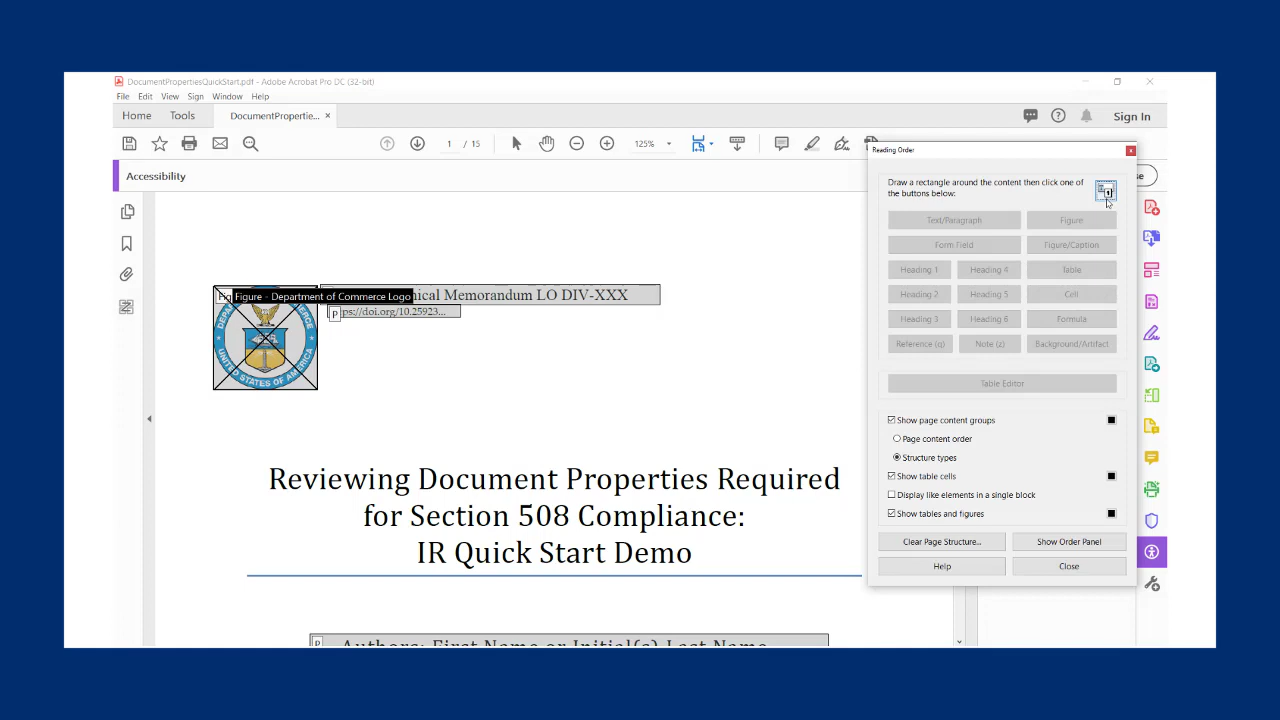 DocumentPropertiesQuickStart.pdf - Adobe Acrobat Pro DC (32-bit)
File Edit View Sign Window Help
Home Tools DocumentPropertie... × Sign In
1 / 15 125%
Accessibility
Reading Order
Draw a rectangle around the content then click one of
the buttons below:
Text/Paragraph Figure
Form Field Figure/Caption
Heading 1 Heading 4 Table
Heading 2 Heading 5 Cell
Heading 3 Heading 6 Formula
Reference (q) Note (z) Background/Artifact
Table Editor
Show page content groups
Page content order
Structure types
Show table cells
Display like elements in a single block
Show tables and figures
Clear Page Structure... Show Order Panel
Help Close
Figure - Department of Commerce Logo
nical Memorandum LO DIV-XXX
p ps://doi.org/10.25923...
UNITED STATES OF AMERICA
Reviewing Document Properties Required
for Section 508 Compliance:
IR Quick Start Demo
p Authors: First Name or Initial(s) Last Name